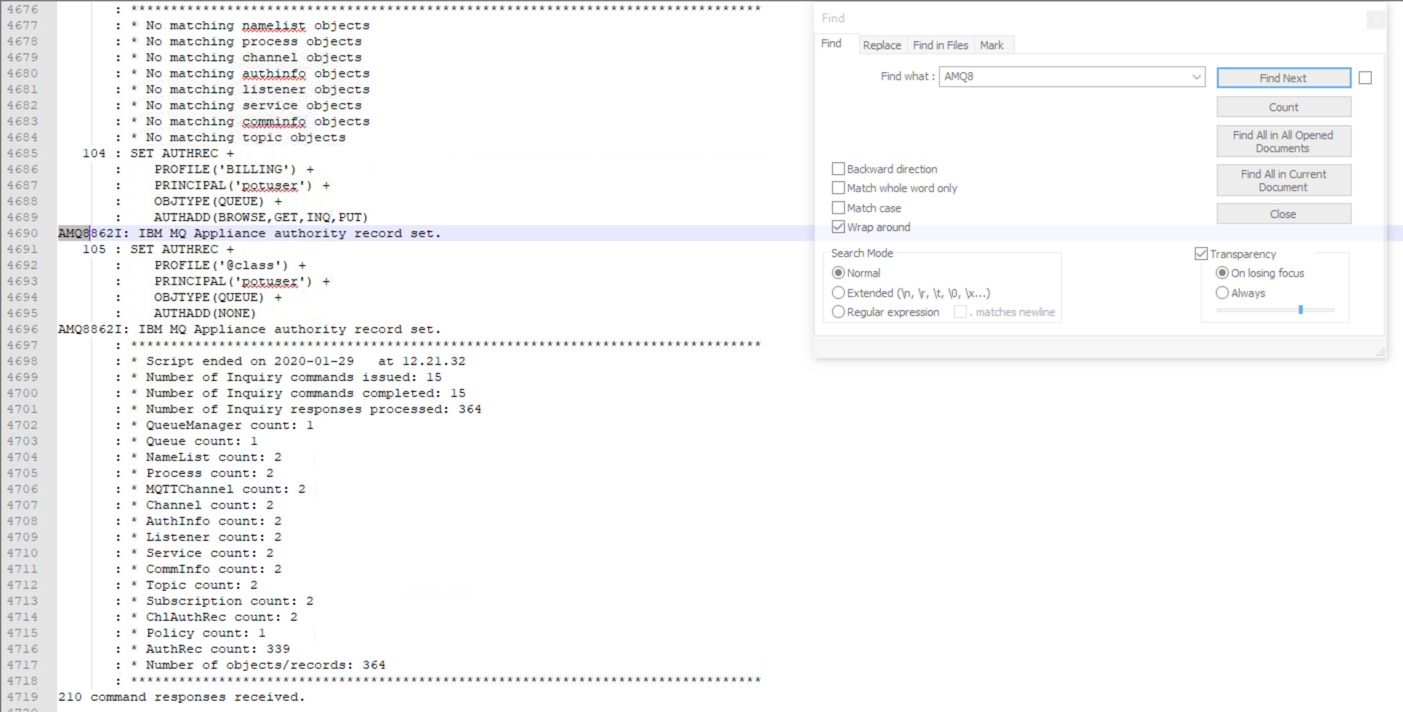 4676 : ******************************************************************************
4677 : * No matching namelist objects
4678 : * No matching process objects
4679 : * No matching channel objects
4680 : * No matching authinfo objects
4681 : * No matching listener objects
4682 : * No matching service objects
4683 : * No matching comminfo objects
4684 : * No matching topic objects
4685 104 : SET AUTHREC +
4686 : PROFILE('BILLING') +
4687 : PRINCIPAL('potuser') +
4688 : OBJTYPE(QUEUE) +
4689 : AUTHADD(BROWSE,GET,INQ,PUT)
4690 AMQ8862I: IBM MQ Appliance authority record set.
4691 105 : SET AUTHREC +
4692 : PROFILE('@class') +
4693 : PRINCIPAL('potuser') +
4694 : OBJTYPE(QUEUE) +
4695 : AUTHADD(NONE)
4696 AMQ8862I: IBM MQ Appliance authority record set.
4697 : ******************************************************************************
4698 : * Script ended on 2020-01-29 at 12.21.32
4699 : * Number of Inquiry commands issued: 15
4700 : * Number of Inquiry commands completed: 15
4701 : * Number of Inquiry responses processed: 364
4702 : * QueueManager count: 1
4703 : * Queue count: 1
4704 : * NameList count: 2
4705 : * Process count: 2
4706 : * MQTTChannel count: 2
4707 : * Channel count: 2
4708 : * AuthInfo count: 2
4709 : * Listener count: 2
4710 : * Service count: 2
4711 : * CommInfo count: 2
4712 : * Topic count: 2
4713 : * Subscription count: 2
4714 : * ChlAuthRec count: 2
4715 : * Policy count: 1
4716 : * AuthRec count: 339
4717 : * Number of objects/records: 364
4718 : ******************************************************************************
4719 210 command responses received.
Find
Find Replace Find in Files Mark
Find what : AMQ8
Find Next
Count
Find All in All Opened
Documents
Find All in Current
Document
Close
Backward direction
Match whole word only
Match case
Wrap around
Search Mode
Normal
Extended (\n, \r, \t, \0, \x...)
Regular expression . matches newline
Transparency
On losing focus
Always